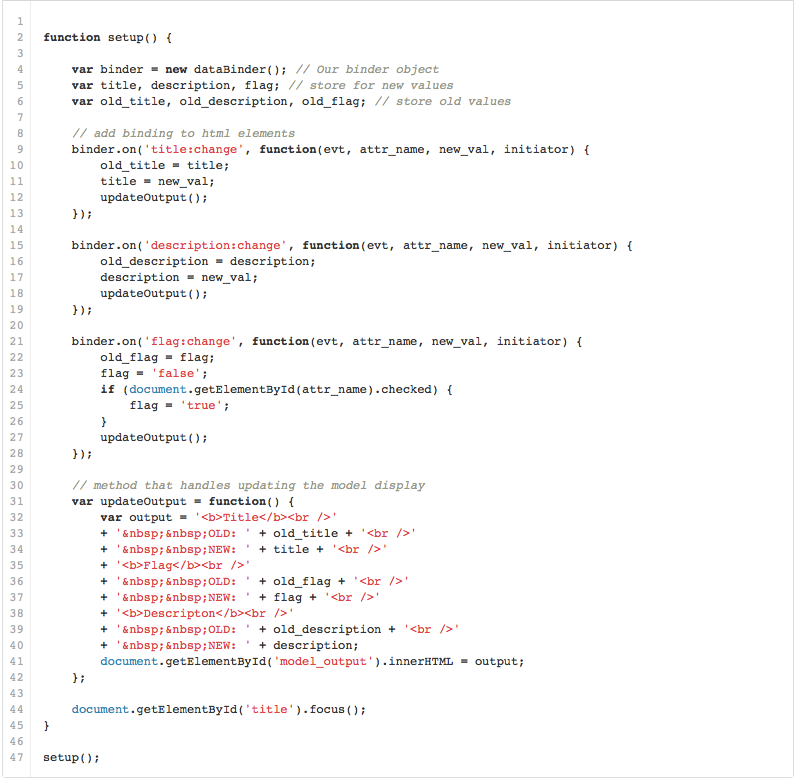 1
2 function setup() {
3
4     var binder = new dataBinder(); // Our binder object
5     var title, description, flag; // store for new values
6     var old_title, old_description, old_flag; // store old values
7
8     // add binding to html elements
9     binder.on('title:change', function(evt, attr_name, new_val, initiator) {
10         old_title = title;
11         title = new_val;
12         updateOutput();
13     });
14
15     binder.on('description:change', function(evt, attr_name, new_val, initiator) {
16         old_description = description;
17         description = new_val;
18         updateOutput();
19     });
20
21     binder.on('flag:change', function(evt, attr_name, new_val, initiator) {
22         old_flag = flag;
23         flag = 'false';
24         if (document.getElementById(attr_name).checked) {
25             flag = 'true';
26         }
27         updateOutput();
28     });
29
30     // method that handles updating the model display
31     var updateOutput = function() {
32         var output = '<b>Title</b><br />'
33         + '&nbsp;&nbsp;OLD: ' + old_title + '<br />'
34         + '&nbsp;&nbsp;NEW: ' + title + '<br />'
35         + '<b>Flag</b><br />'
36         + '&nbsp;&nbsp;OLD: ' + old_flag + '<br />'
37         + '&nbsp;&nbsp;NEW: ' + flag + '<br />'
38         + '<b>Descripton</b><br />'
39         + '&nbsp;&nbsp;OLD: ' + old_description + '<br />'
40         + '&nbsp;&nbsp;NEW: ' + description;
41         document.getElementById('model_output').innerHTML = output;
42     };
43
44     document.getElementById('title').focus();
45 }
46
47 setup();